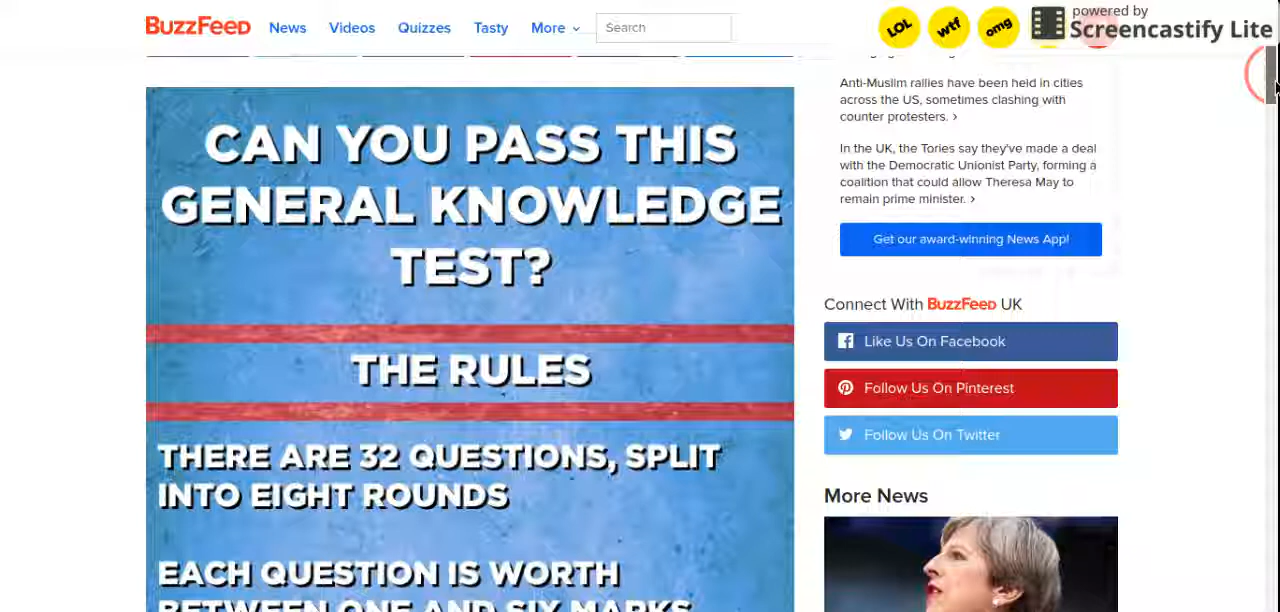 BuzzFeed News Videos Quizzes Tasty More Search LOL wtf omg
powered by
Screencastify Lite
CAN YOU PASS THIS
GENERAL KNOWLEDGE
TEST?
THE RULES
THERE ARE 32 QUESTIONS, SPLIT
INTO EIGHT ROUNDS
EACH QUESTION IS WORTH
BETWEEN ONE AND SIX MARKS
Anti-Muslim rallies have been held in cities
across the US, sometimes clashing with
counter protesters. ›
In the UK, the Tories say they've made a deal
with the Democratic Unionist Party, forming a
coalition that could allow Theresa May to
remain prime minister. ›
Get our award-winning News App!
Connect With BuzzFeed UK
Like Us On Facebook
Follow Us On Pinterest
Follow Us On Twitter
More News